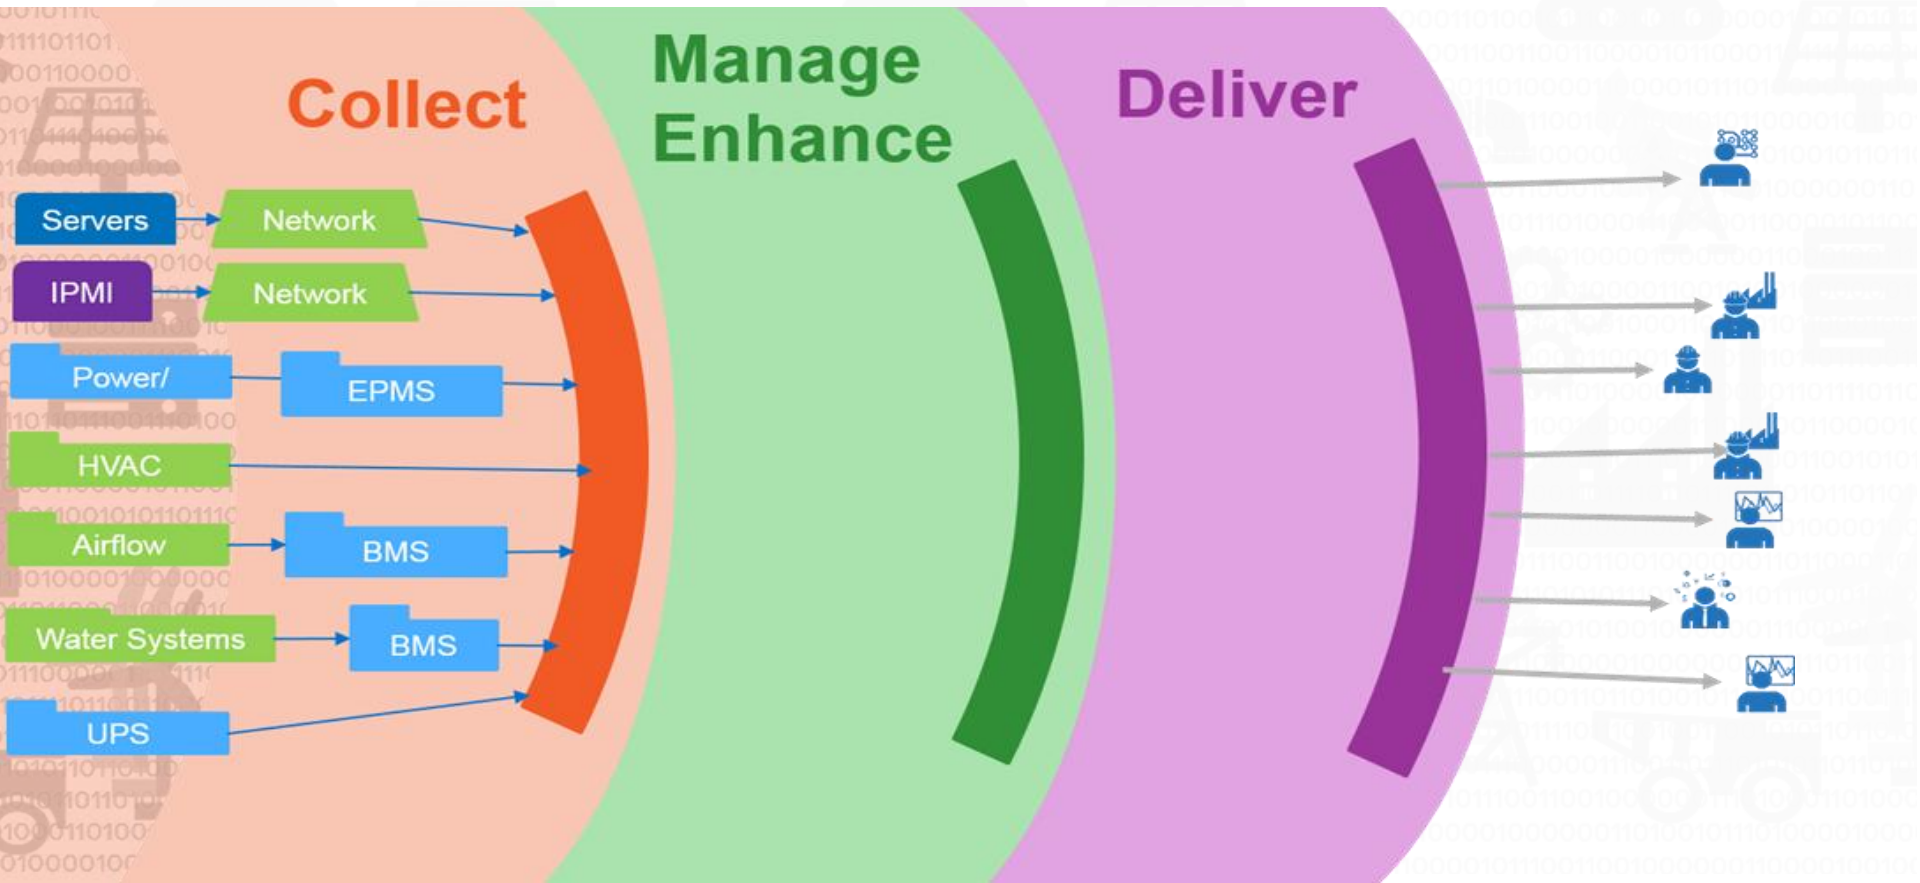 Collect
Manage
Enhance
Deliver
Servers
Network
IPMI
Network
Power/
EPMS
HVAC
Airflow
BMS
Water Systems
BMS
UPS